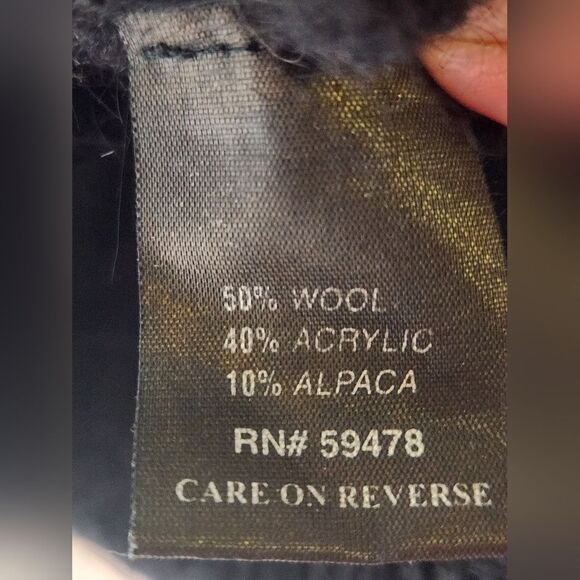 50% WOOL
40% ACRYLIC
10% ALPACA
RN# 59478
CARE ON REVERSE